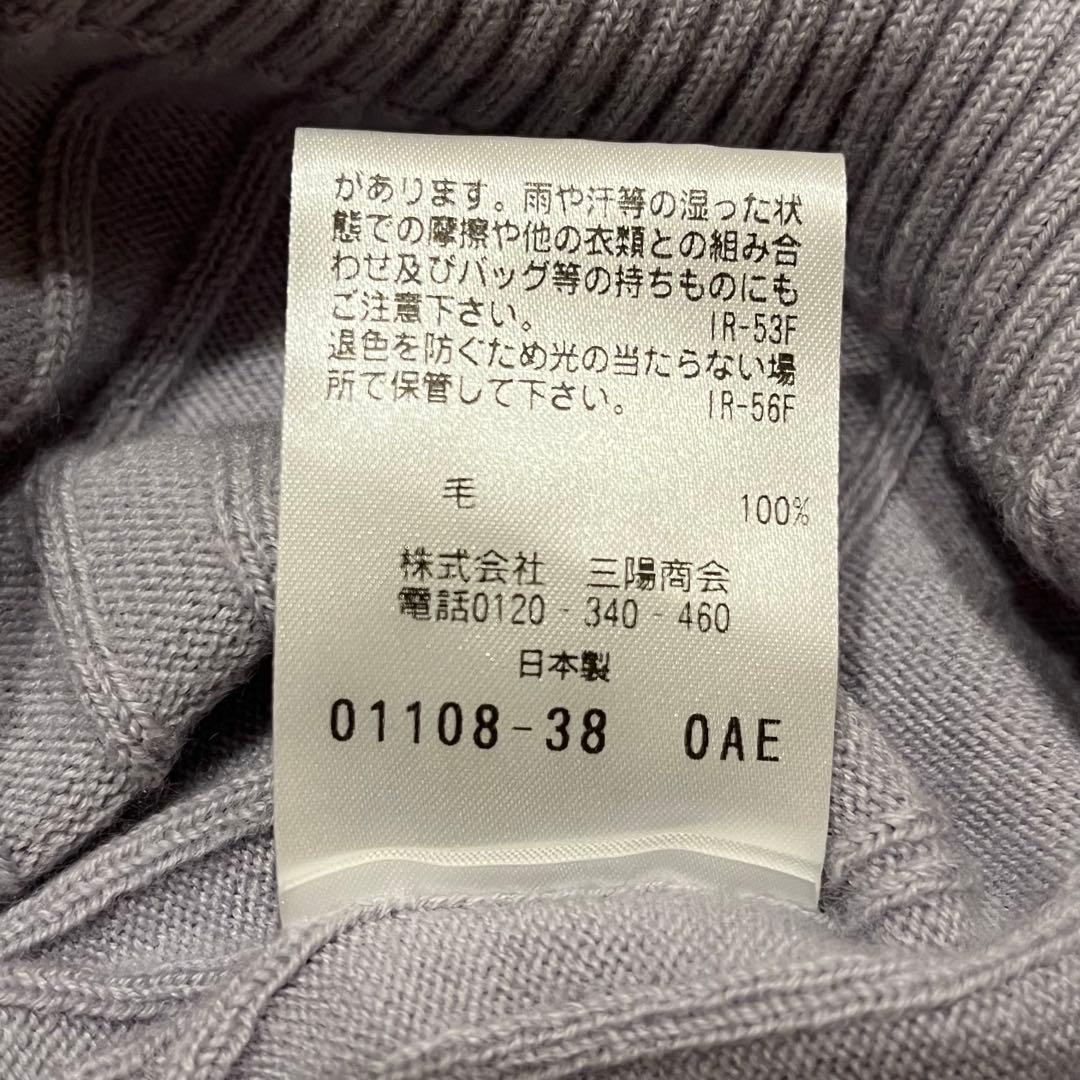 があります。雨や汗等の湿った状
態での摩擦や他の衣類との組み合
わせ及びバッグ等の持ちものにも
ご注意下さい。 IR-53F
退色を防ぐため光の当たらない場
所で保管して下さい。 IR-56F
毛 100%
株式会社 三陽商会
電話0120-340-460
日本製
01108-38 0AE